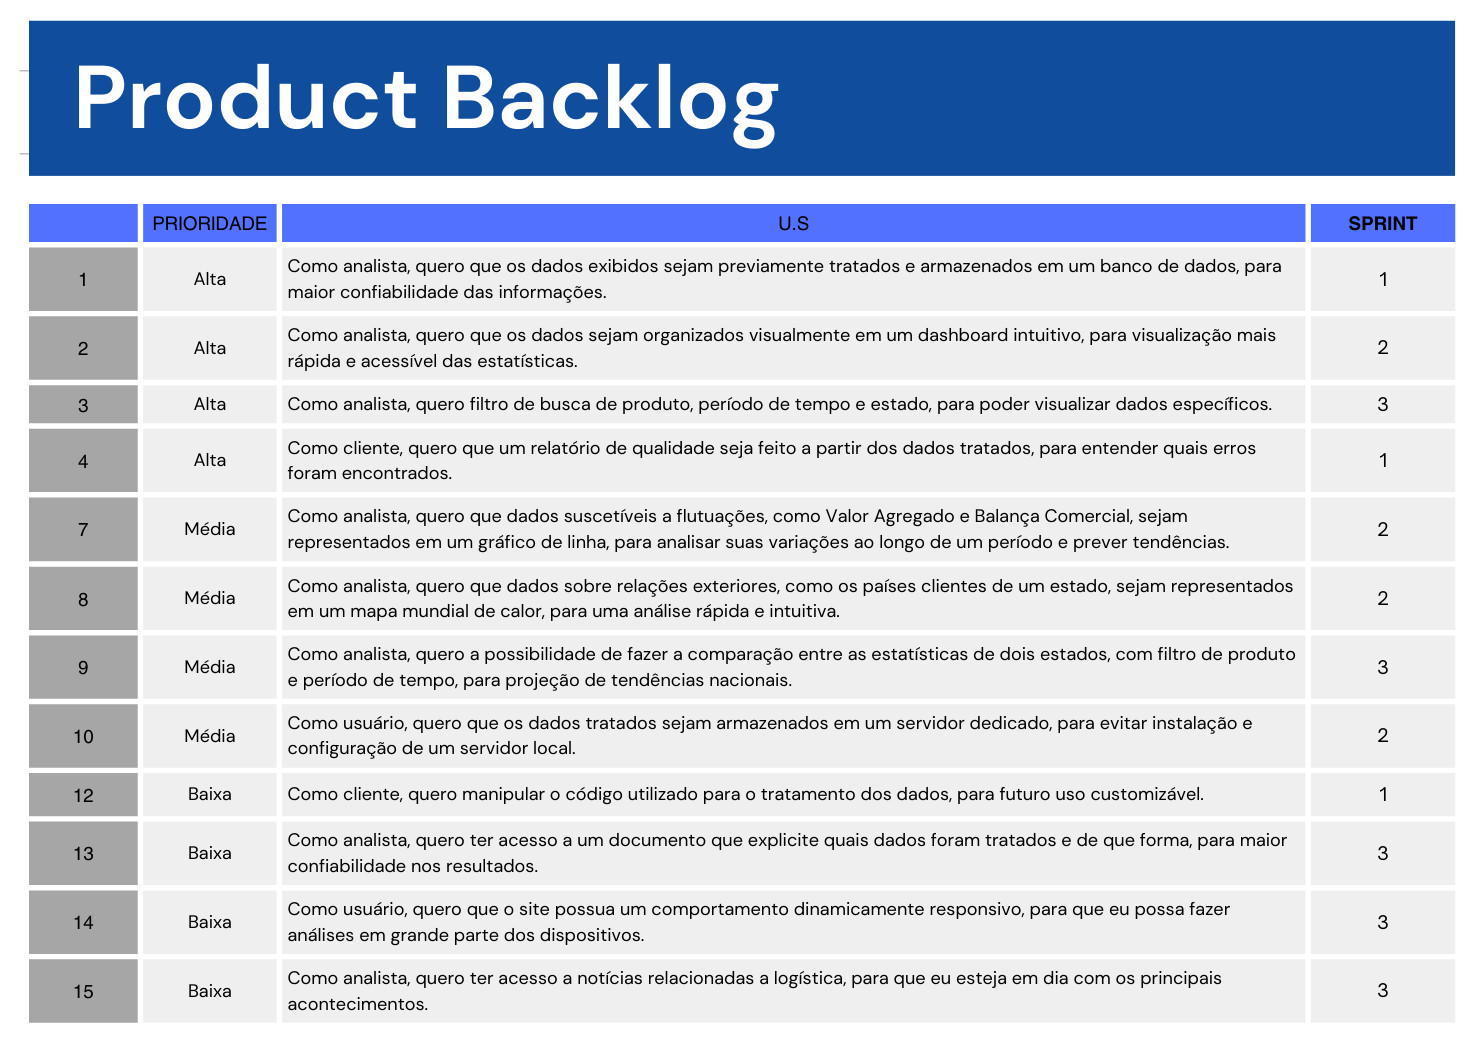 Product Backlog
PRIORIDADE U.S SPRINT
1 Alta Como analista, quero que os dados exibidos sejam previamente tratados e armazenados em um banco de dados, para 1
maior confiabilidade das informações.
2 Alta Como analista, quero que os dados sejam organizados visualmente em um dashboard intuitivo, para visualização mais 2
rápida e acessível das estatísticas.
3 Alta Como analista, quero filtro de busca de produto, período de tempo e estado, para poder visualizar dados específicos. 3
4 Alta Como cliente, quero que um relatório de qualidade seja feito a partir dos dados tratados, para entender quais erros 1
foram encontrados.
7 Média Como analista, quero que dados suscetíveis a flutuações, como Valor Agregado e Balança Comercial, sejam 2
representados em um gráfico de linha, para analisar suas variações ao longo de um período e prever tendências.
8 Média Como analista, quero que dados sobre relações exteriores, como os países clientes de um estado, sejam representados 2
em um mapa mundial de calor, para uma análise rápida e intuitiva.
9 Média Como analista, quero a possibilidade de fazer a comparação entre as estatísticas de dois estados, com filtro de produto 3
e período de tempo, para projeção de tendências nacionais.
10 Média Como usuário, quero que os dados tratados sejam armazenados em um servidor dedicado, para evitar instalação e 2
configuração de um servidor local.
12 Baixa Como cliente, quero manipular o código utilizado para o tratamento dos dados, para futuro uso customizável. 1
13 Baixa Como analista, quero ter acesso a um documento que explicite quais dados foram tratados e de que forma, para maior 3
confiabilidade nos resultados.
14 Baixa Como usuário, quero que o site possua um comportamento dinamicamente responsivo, para que eu possa fazer 3
análises em grande parte dos dispositivos.
15 Baixa Como analista, quero ter acesso a notícias relacionadas a logística, para que eu esteja em dia com os principais 3
acontecimentos.